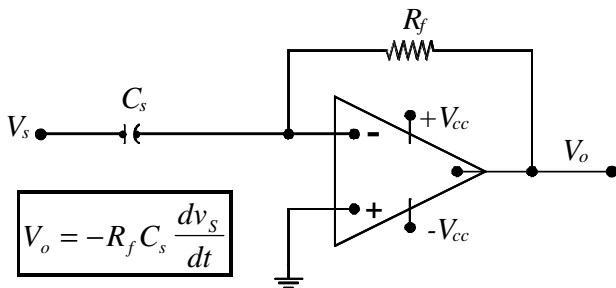 R_f
C_s
V_s
+V_cc
-
V_o
+
-V_cc
V_o = -R_f C_s dv_S/dt